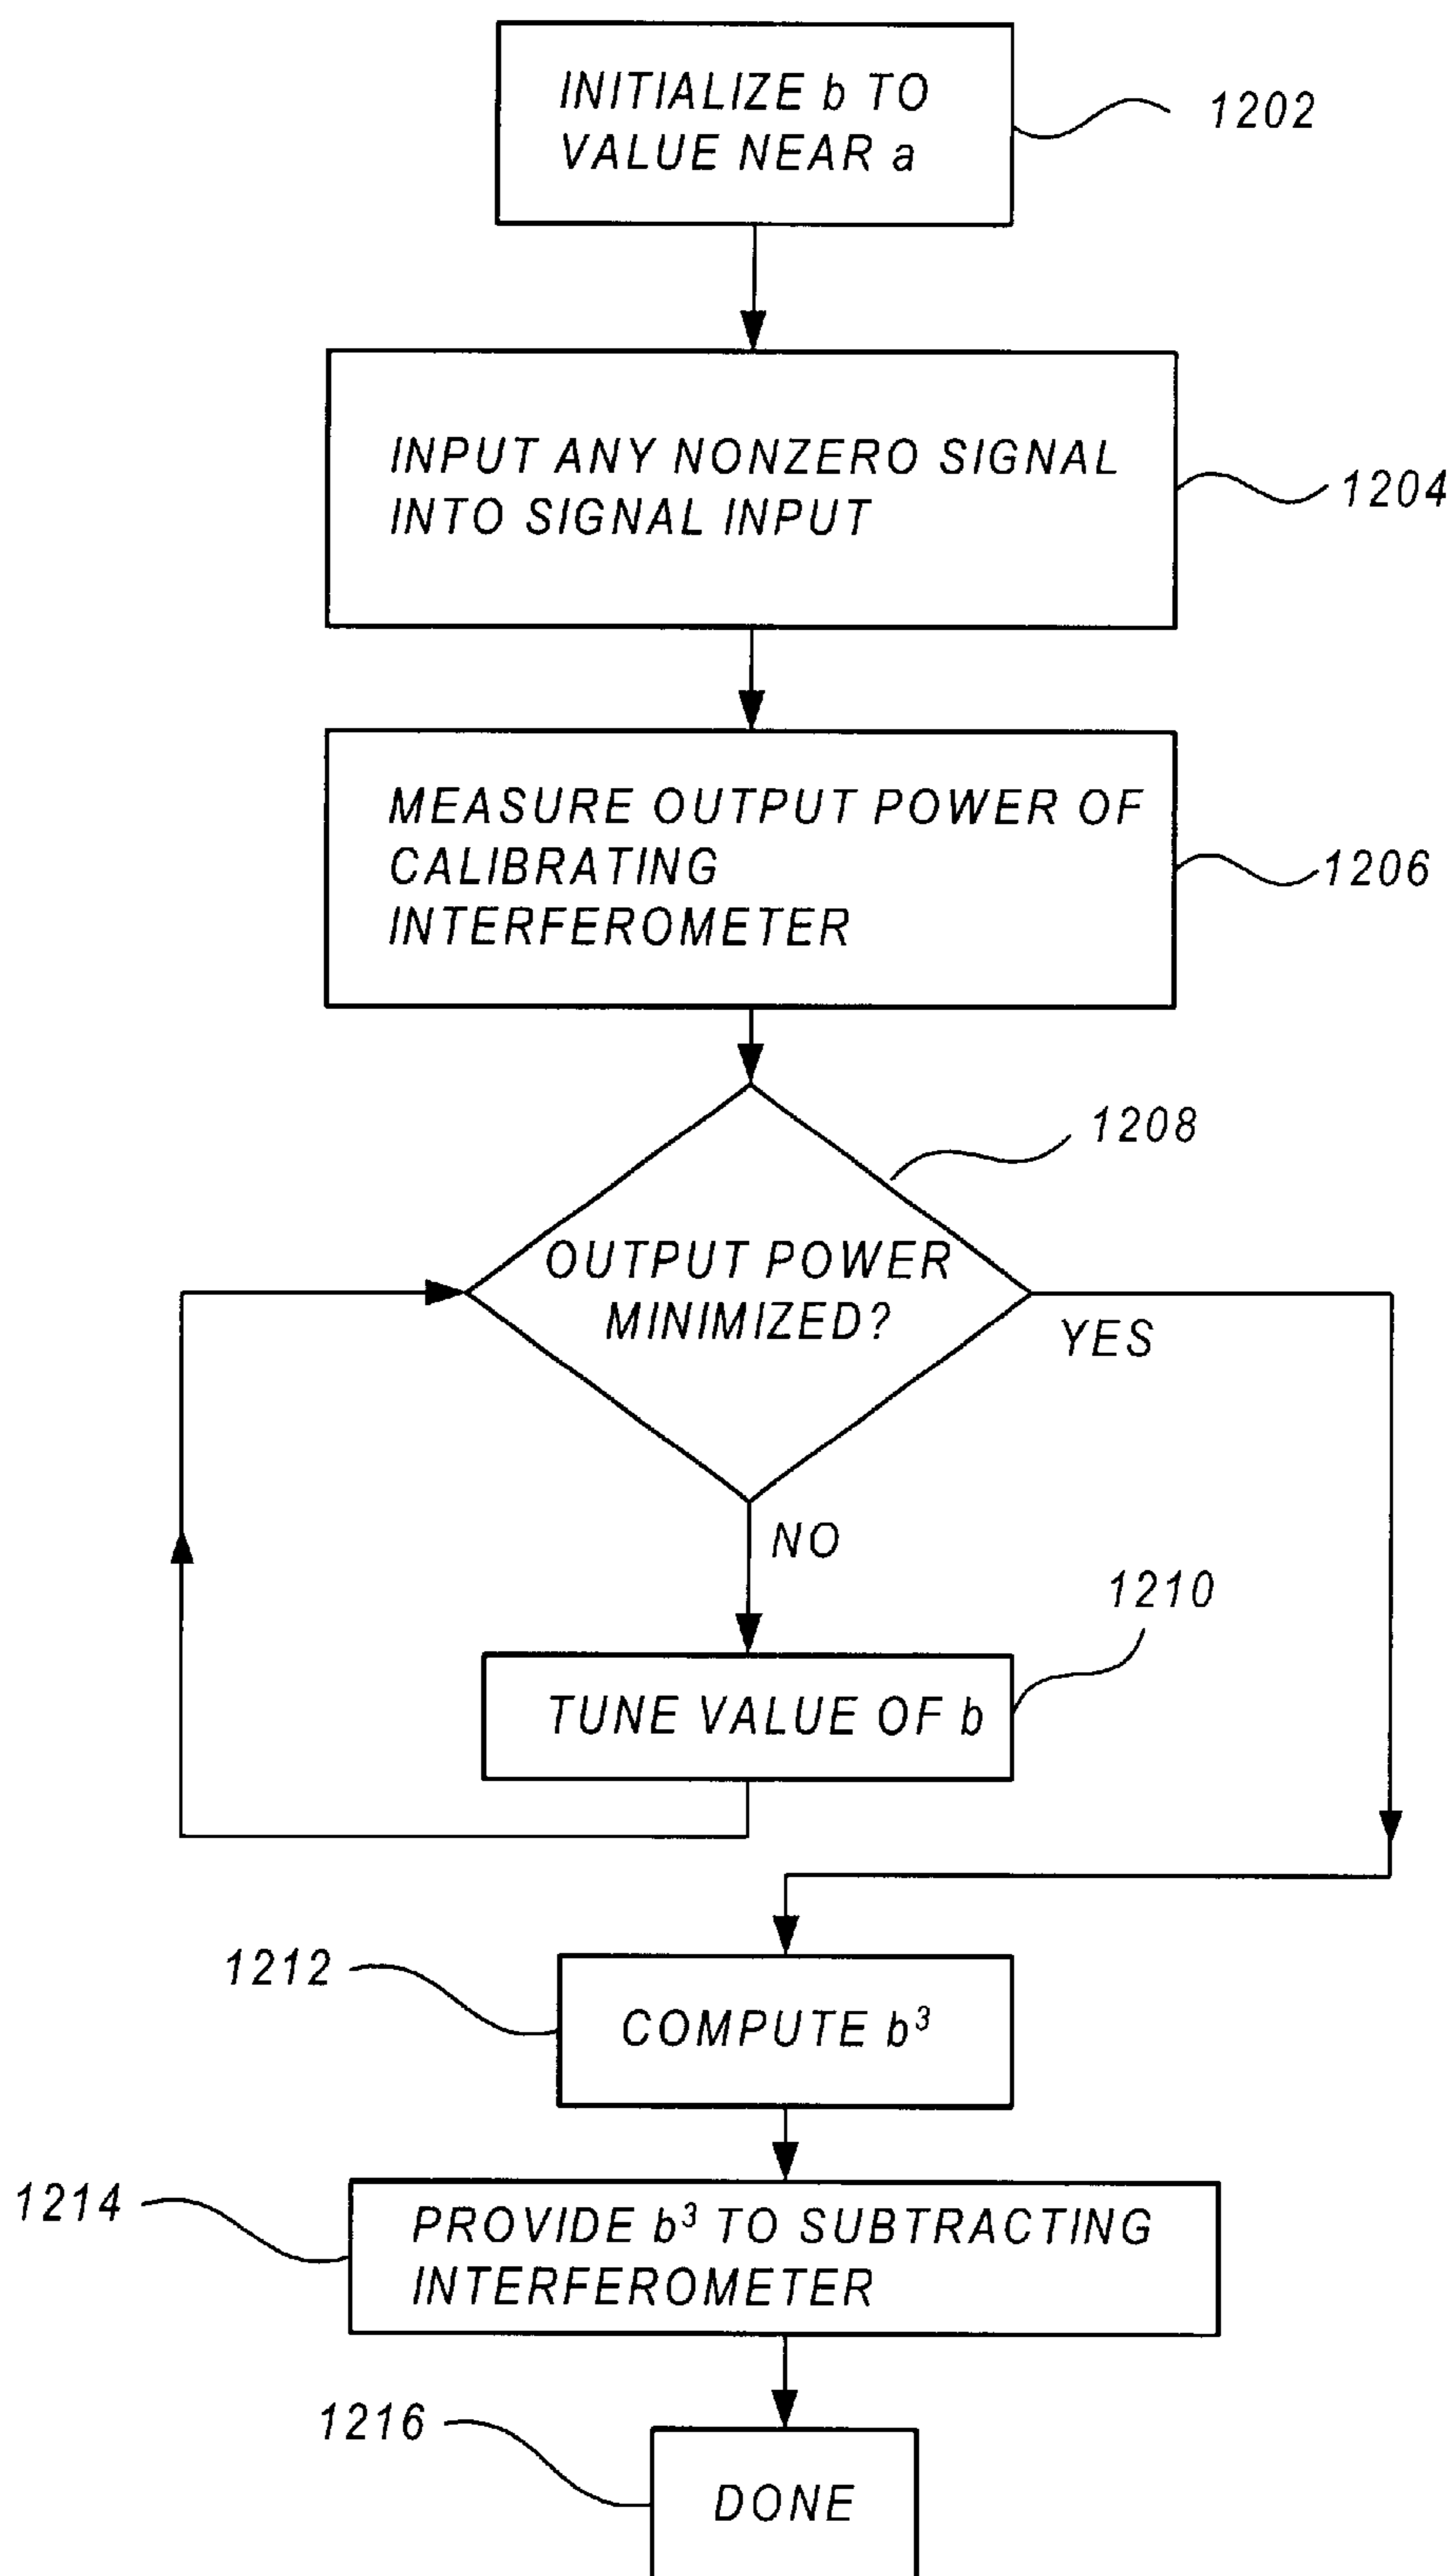 INITIALIZE b TO
VALUE NEAR a
1202
INPUT ANY NONZERO SIGNAL
INTO SIGNAL INPUT
1204
MEASURE OUTPUT POWER OF
CALIBRATING
INTERFEROMETER
1206
1208
OUTPUT POWER
MINIMIZED?
YES
NO
1210
TUNE VALUE OF b
1212
COMPUTE b³
1214
PROVIDE b³ TO SUBTRACTING
INTERFEROMETER
1216
DONE